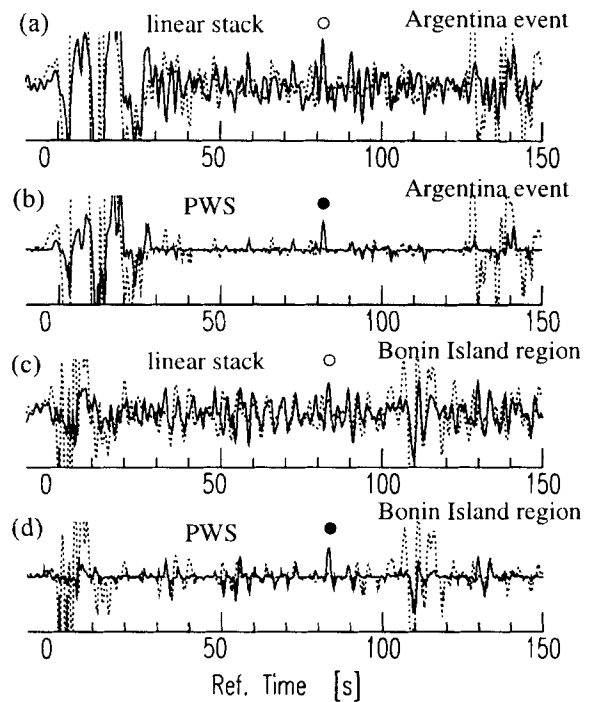 (a) linear stack Argentina event
0 50 100 150
(b) PWS Argentina event
0 50 100 150
(c) linear stack Bonin Island region
0 50 100 150
(d) PWS Bonin Island region
0 50 100 150
Ref. Time [s]